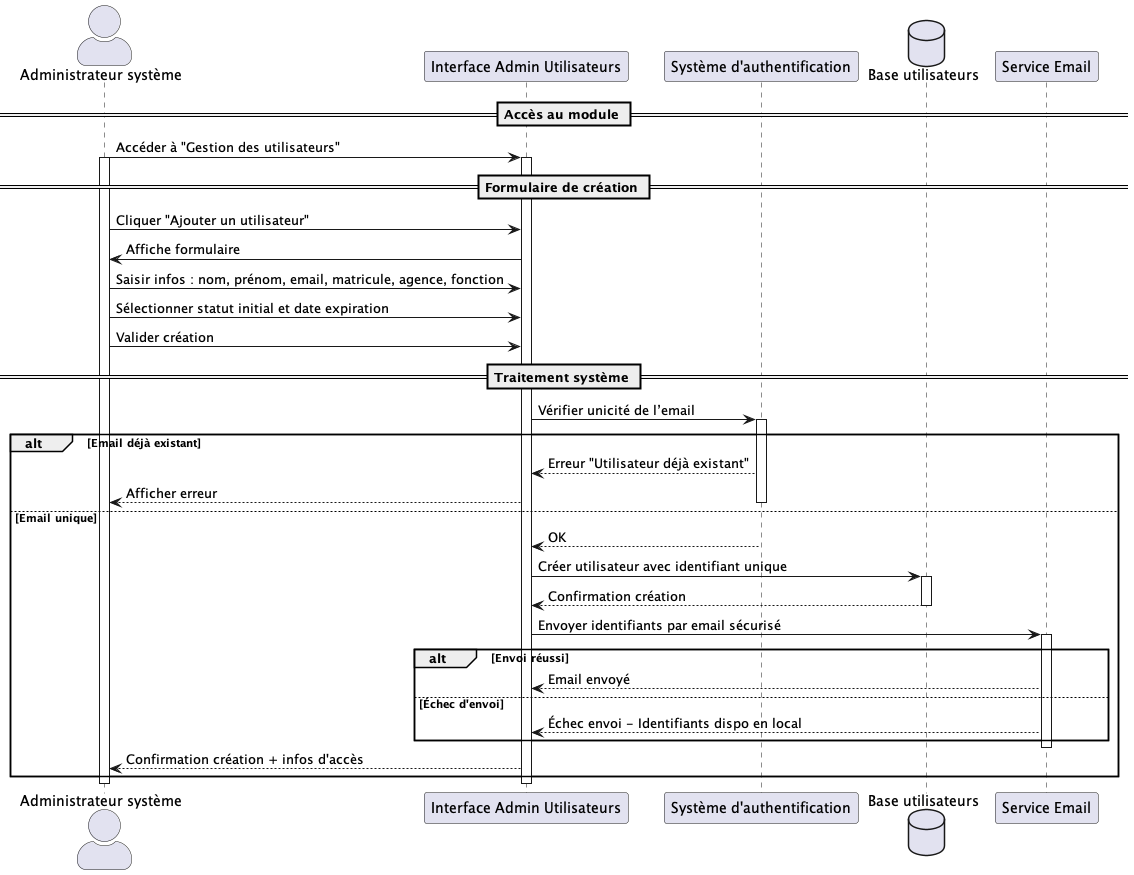 Administrateur système
Interface Admin Utilisateurs
Système d'authentification
Base utilisateurs
Service Email
Accès au module
Accéder à "Gestion des utilisateurs"
Formulaire de création
Cliquer "Ajouter un utilisateur"
Affiche formulaire
Saisir infos : nom, prénom, email, matricule, agence, fonction
Sélectionner statut initial et date expiration
Valider création
Traitement système
Vérifier unicité de l’email
alt [Email déjà existant]
Erreur "Utilisateur déjà existant"
Afficher erreur
[Email unique]
OK
Créer utilisateur avec identifiant unique
Confirmation création
Envoyer identifiants par email sécurisé
alt [Envoi réussi]
Email envoyé
[Échec d'envoi]
Échec envoi - Identifiants dispo en local
Confirmation création + infos d'accès
Administrateur système
Interface Admin Utilisateurs
Système d'authentification
Base utilisateurs
Service Email